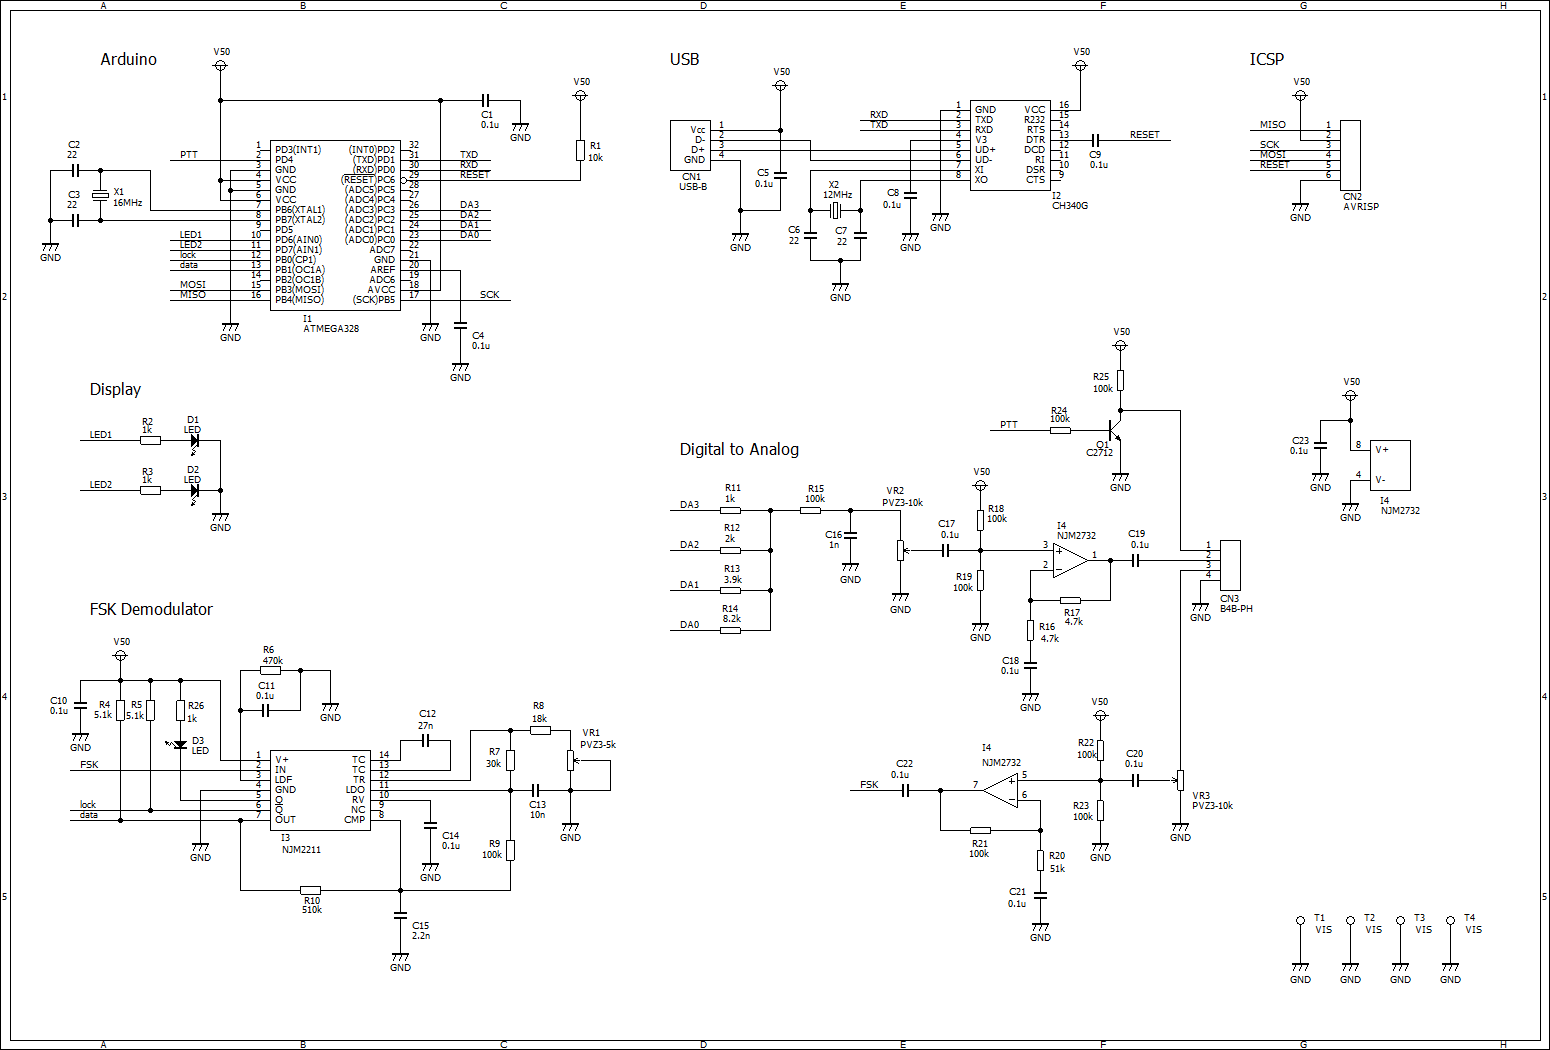 A B C D E F G H
1
2
3
4
5
Arduino
V50
C1
0.1u
GND
V50
R1
10k
C2
22
C3
22
X1
16MHz
GND
PTT
1 PD3(INT1)
2 PD4
3 GND
4 VCC
5 GND
6 VCC
7 PB6(XTAL1)
8 PB7(XTAL2)
9 PD5
10 PD6(AIN0)
11 PD7(AIN1)
12 PB0(CP1)
13 PB1(OC1A)
14 PB2(OC1B)
15 PB3(MOSI)
16 PB4(MISO)
(INT0)PD2 32
(TXD)PD1 31
(RXD)PD0 30
(RESET)PC6 29
(ADC5)PC5 28
(ADC4)PC4 27
(ADC3)PC3 26
(ADC2)PC2 25
(ADC1)PC1 24
(ADC0)PC0 23
ADC7 22
GND 21
AREF 20
ADC6 19
AVCC 18
(SCK)PB5 17
LED1
LED2
lock
data
MOSI
MISO
TXD
RXD
RESET
DA3
DA2
DA1
DA0
SCK
I1
ATMEGA328
GND
GND
C4
0.1u
GND
USB
V50
Vcc 1
D- 2
D+ 3
GND 4
CN1
USB-B
C5
0.1u
GND
RXD
TXD
X2
12MHz
C6
22
C7
22
GND
C8
0.1u
GND
GND
V50
1 GND
2 TXD
3 RXD
4 V3
5 UD+
6 UD-
7 XI
8 XO
VCC 16
R232 15
RTS 14
DTR 13
DCD 12
RI 11
DSR 10
CTS 9
I2
CH340G
C9
0.1u
RESET
ICSP
V50
MISO 1
2
SCK 3
MOSI 4
RESET 5
6
CN2
AVRISP
GND
Display
LED1
R2
1k
D1
LED
LED2
R3
1k
D2
LED
GND
Digital to Analog
DA3
R11
1k
DA2
R12
2k
DA1
R13
3.9k
DA0
R14
8.2k
R15
100k
C16
1n
GND
VR2
PVZ3-10k
GND
C17
0.1u
V50
R18
100k
R19
100k
GND
I4
NJM2732
3 +
2 -
1
R17
4.7k
R16
4.7k
C18
0.1u
GND
C19
0.1u
PTT
R24
100k
V50
R25
100k
Q1
C2712
GND
1
2
3
4
CN3
B4B-PH
GND
V50
C23
0.1u
GND
8 V+
4 V-
I4
NJM2732
GND
FSK Demodulator
V50
C10
0.1u
GND
R4
5.1k
R5
5.1k
R26
1k
D3
LED
FSK
lock
data
GND
R6
470k
C11
0.1u
GND
1 V+
2 IN
3 LDF
4 GND
5 Q
6 Q
7 OUT
TC 14
TC 13
TR 12
LDO 11
RV 10
NC 9
CMP 8
I3
NJM2211
C12
27n
R8
18k
R7
30k
VR1
PVZ3-5k
C13
10n
GND
C14
0.1u
GND
R9
100k
R10
510k
C15
2.2n
GND
FSK
C22
0.1u
I4
NJM2732
7
+ 5
- 6
R21
100k
R20
51k
C21
0.1u
GND
V50
R22
100k
R23
100k
GND
C20
0.1u
VR3
PVZ3-10k
GND
T1
VIS
GND
T2
VIS
GND
T3
VIS
GND
T4
VIS
GND
1
2
3
4
5
A B C D E F G H